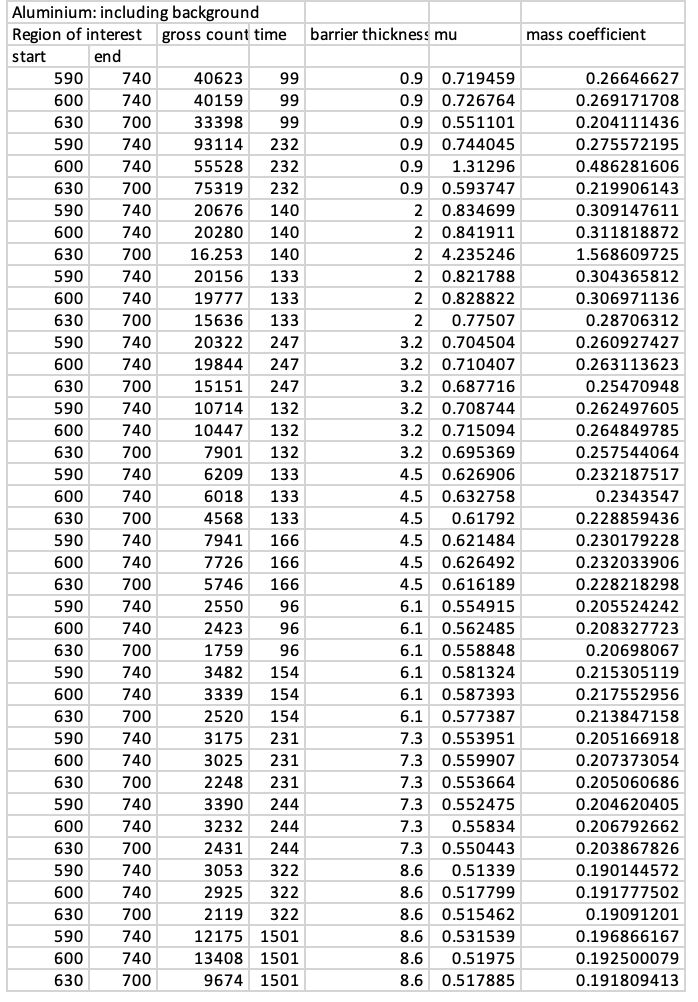 Aluminium: including background
Region of interest gross count time barrier thickness mu mass coefficient
start end
590 740 40623 99 0.9 0.719459 0.26646627
600 740 40159 99 0.9 0.726764 0.269171708
630 700 33398 99 0.9 0.551101 0.204111436
590 740 93114 232 0.9 0.744045 0.275572195
600 740 55528 232 0.9 1.31296 0.486281606
630 700 75319 232 0.9 0.593747 0.219906143
590 740 20676 140 2 0.834699 0.309147611
600 740 20280 140 2 0.841911 0.311818872
630 700 16.253 140 2 4.235246 1.568609725
590 740 20156 133 2 0.821788 0.304365812
600 740 19777 133 2 0.828822 0.306971136
630 700 15636 133 2 0.77507 0.28706312
590 740 20322 247 3.2 0.704504 0.260927427
600 740 19844 247 3.2 0.710407 0.263113623
630 700 15151 247 3.2 0.687716 0.25470948
590 740 10714 132 3.2 0.708744 0.262497605
600 740 10447 132 3.2 0.715094 0.264849785
630 700 7901 132 3.2 0.695369 0.257544064
590 740 6209 133 4.5 0.626906 0.232187517
600 740 6018 133 4.5 0.632758 0.2343547
630 700 4568 133 4.5 0.61792 0.228859436
590 740 7941 166 4.5 0.621484 0.230179228
600 740 7726 166 4.5 0.626492 0.232033906
630 700 5746 166 4.5 0.616189 0.228218298
590 740 2550 96 6.1 0.554915 0.205524242
600 740 2423 96 6.1 0.562485 0.208327723
630 700 1759 96 6.1 0.558848 0.20698067
590 740 3482 154 6.1 0.581324 0.215305119
600 740 3339 154 6.1 0.587393 0.217552956
630 700 2520 154 6.1 0.577387 0.213847158
590 740 3175 231 7.3 0.553951 0.205166918
600 740 3025 231 7.3 0.559907 0.207373054
630 700 2248 231 7.3 0.553664 0.205060686
590 740 3390 244 7.3 0.552475 0.204620405
600 740 3232 244 7.3 0.55834 0.206792662
630 700 2431 244 7.3 0.550443 0.203867826
590 740 3053 322 8.6 0.51339 0.190144572
600 740 2925 322 8.6 0.517799 0.191777502
630 700 2119 322 8.6 0.515462 0.19091201
590 740 12175 1501 8.6 0.531539 0.196866167
600 740 13408 1501 8.6 0.51975 0.192500079
630 700 9674 1501 8.6 0.517885 0.191809413